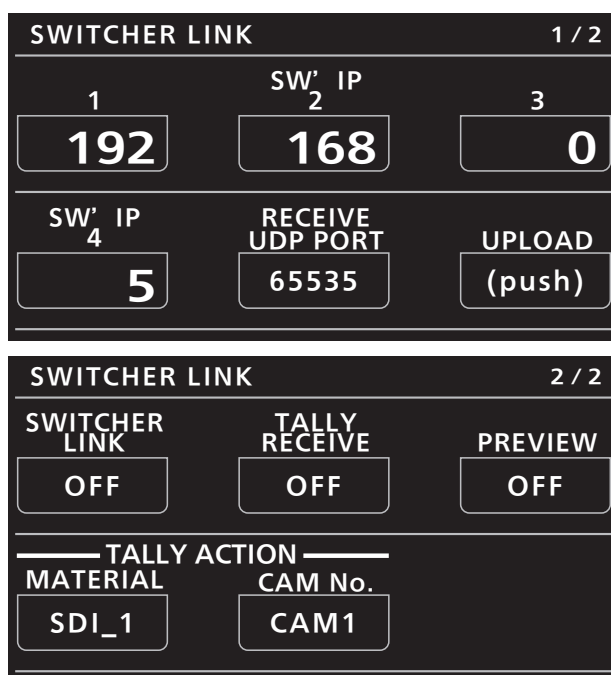 SWITCHER LINK 1/2
SW' IP
1 2 3
192 168 0
SW' IP RECEIVE
4 UDP PORT UPLOAD
5 65535 (push)
SWITCHER LINK 2/2
SWITCHER TALLY
LINK RECEIVE PREVIEW
OFF OFF OFF
TALLY ACTION
MATERIAL CAM No.
SDI_1 CAM1